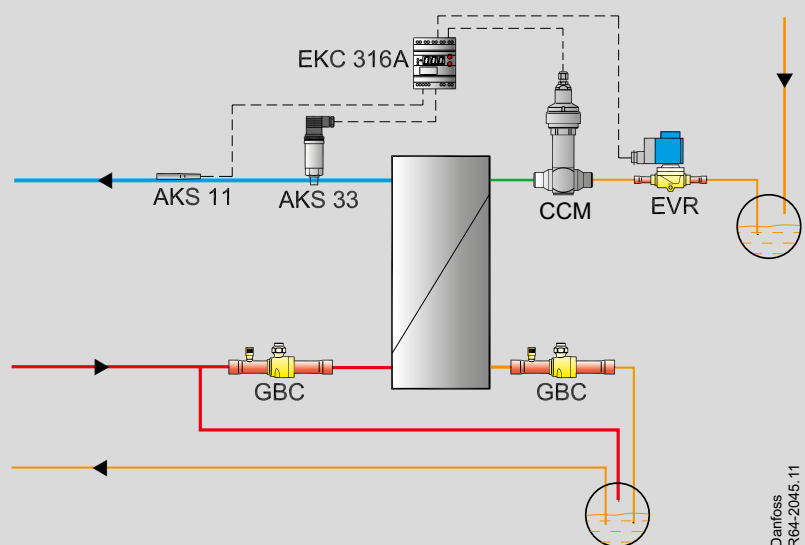 EKC 316A
AKS 11
AKS 33
CCM
EVR
GBC
GBC
Danfoss
R64-2045.11